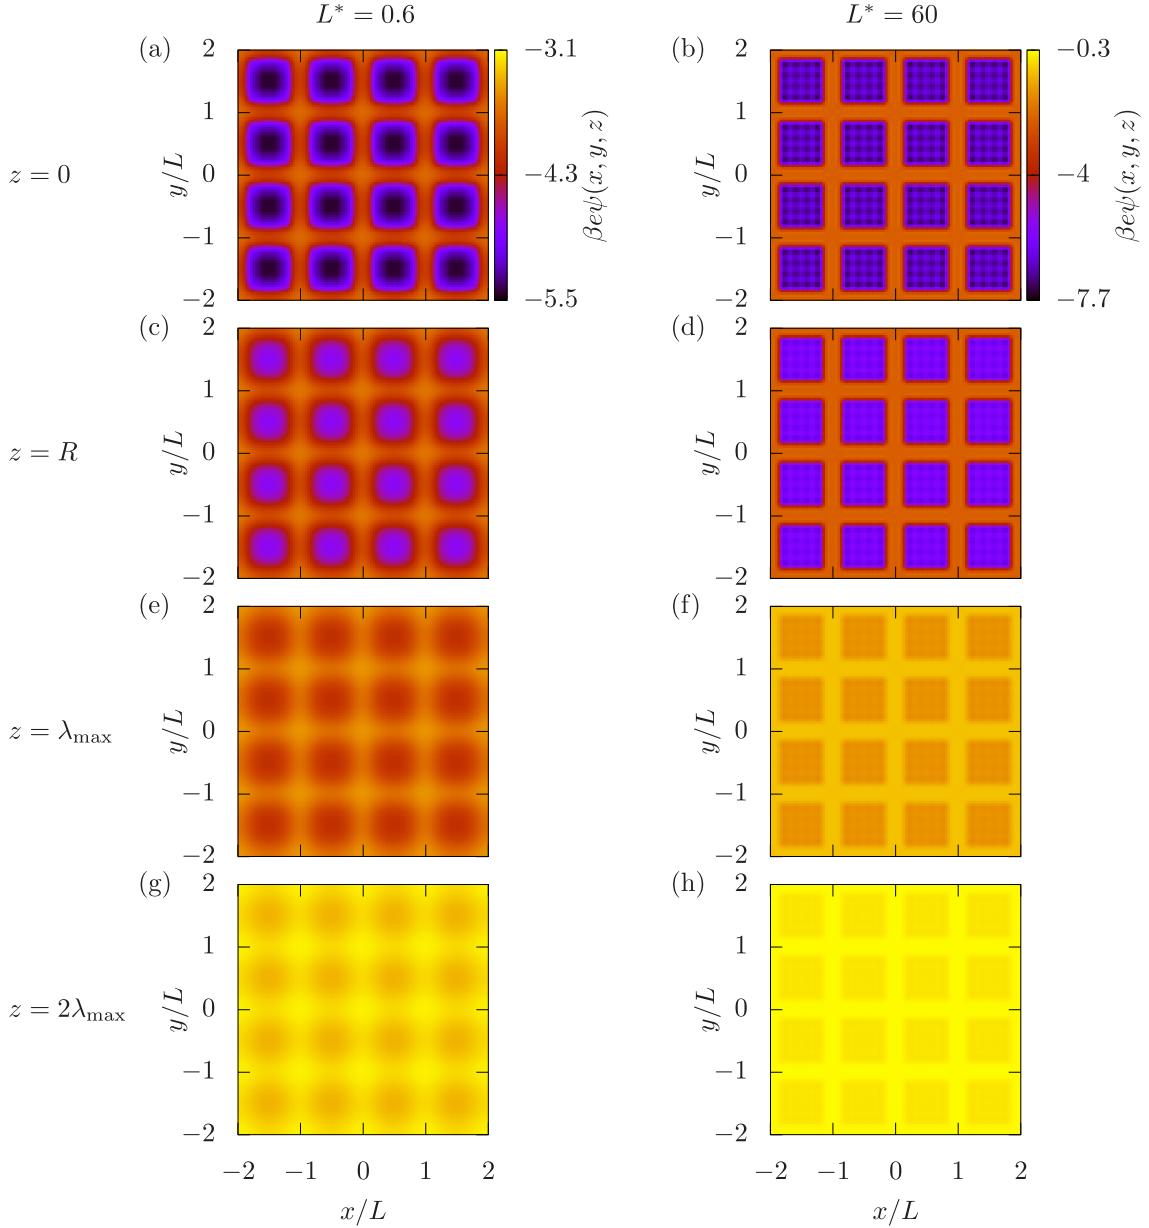 L* = 0.6
L* = 60
(a)
(b)
z = 0
y/L
2
1
0
−1
−2
−3.1
−4.3
−5.5
βeψ(x, y, z)
y/L
2
1
0
−1
−2
−0.3
−4
−7.7
βeψ(x, y, z)
(c)
(d)
z = R
y/L
2
1
0
−1
−2
y/L
2
1
0
−1
−2
(e)
(f)
z = λmax
y/L
2
1
0
−1
−2
y/L
2
1
0
−1
−2
(g)
(h)
z = 2λmax
y/L
2
1
0
−1
−2
y/L
2
1
0
−1
−2
−2 −1 0 1 2
−2 −1 0 1 2
x/L
x/L